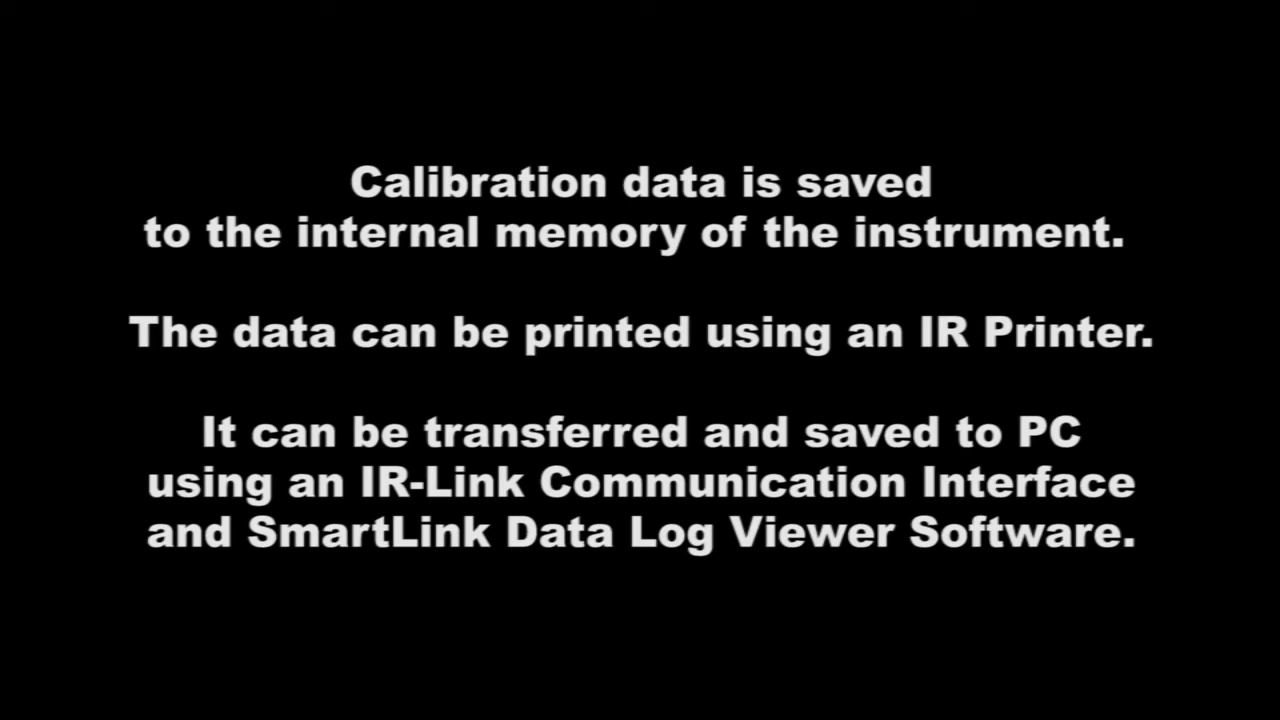 Calibration data is saved
to the internal memory of the instrument.
The data can be printed using an IR Printer.
It can be transferred and saved to PC
using an IR-Link Communication Interface
and SmartLink Data Log Viewer Software.